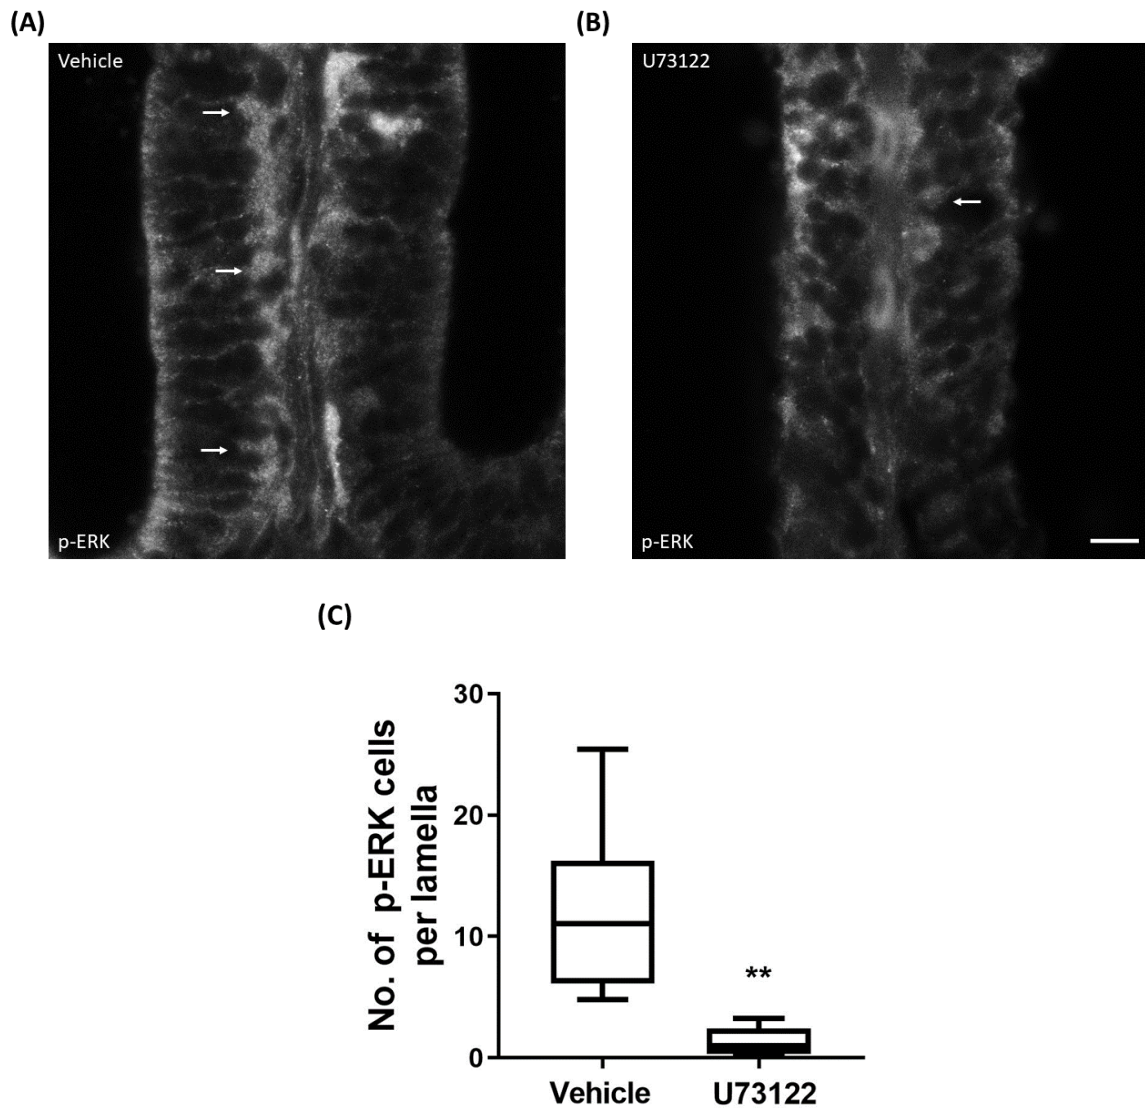 (A)
(B)
Vehicle
U73122
p-ERK
p-ERK
(C)
No. of p-ERK cells
per lamella
30
20
10
0
**
Vehicle
U73122